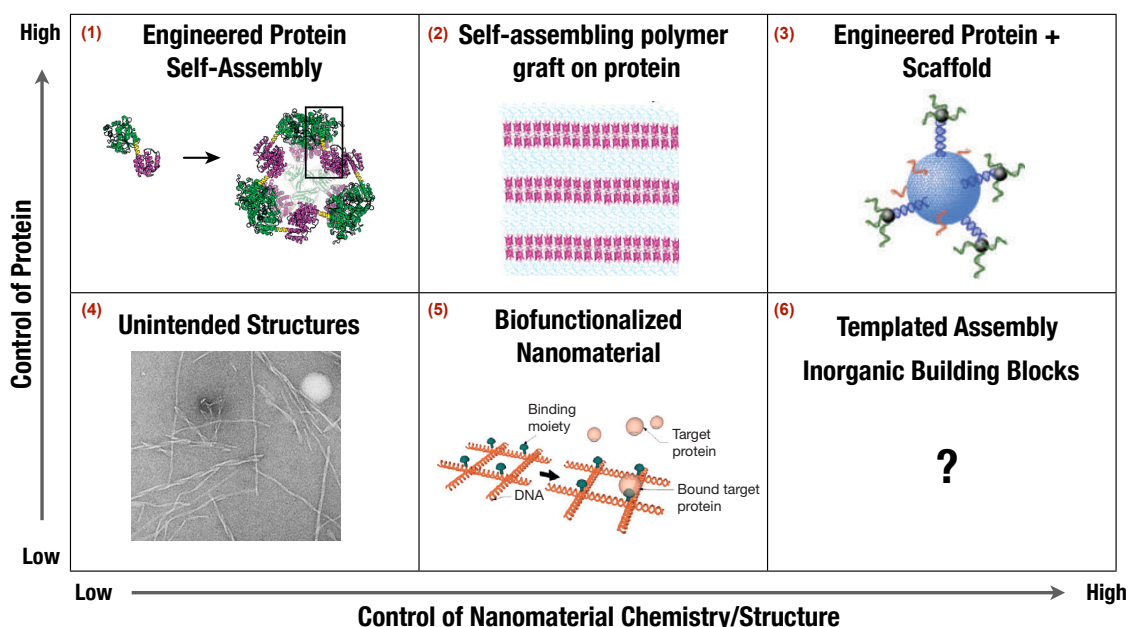 High
Control of Protein
Low
(1)
Engineered Protein
Self-Assembly
(2)
Self-assembling polymer
graft on protein
(3)
Engineered Protein +
Scaffold
(4)
Unintended Structures
(5)
Biofunctionalized
Nanomaterial
Binding
moiety
Target
protein
DNA
Bound target
protein
(6)
Templated Assembly
Inorganic Building Blocks
?
Low
High
Control of Nanomaterial Chemistry/Structure